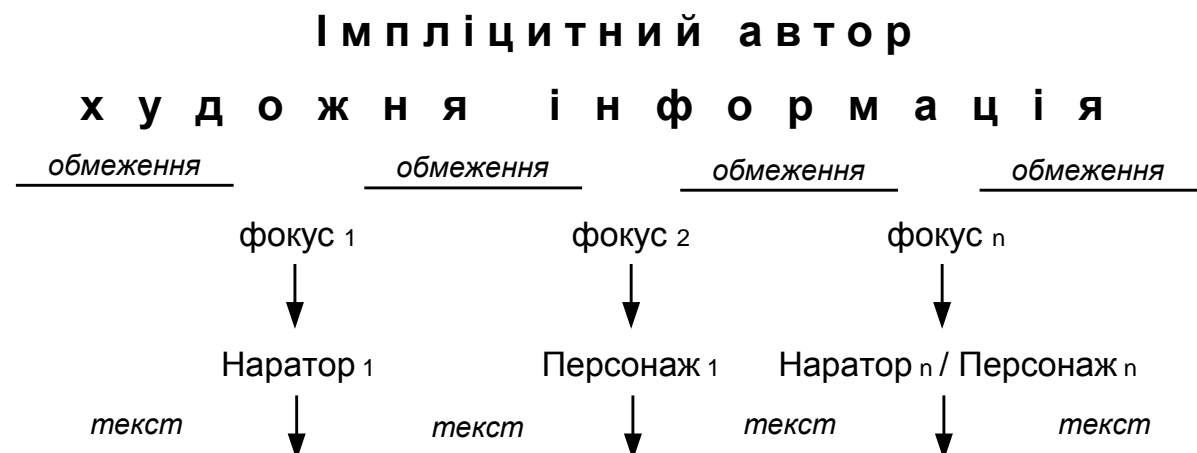 Імпліцитний автор
художня інформація
обмеження обмеження обмеження обмеження
фокус 1 фокус 2 фокус n
Наратор 1 Персонаж 1 Наратор n / Персонаж n
текст текст текст текст